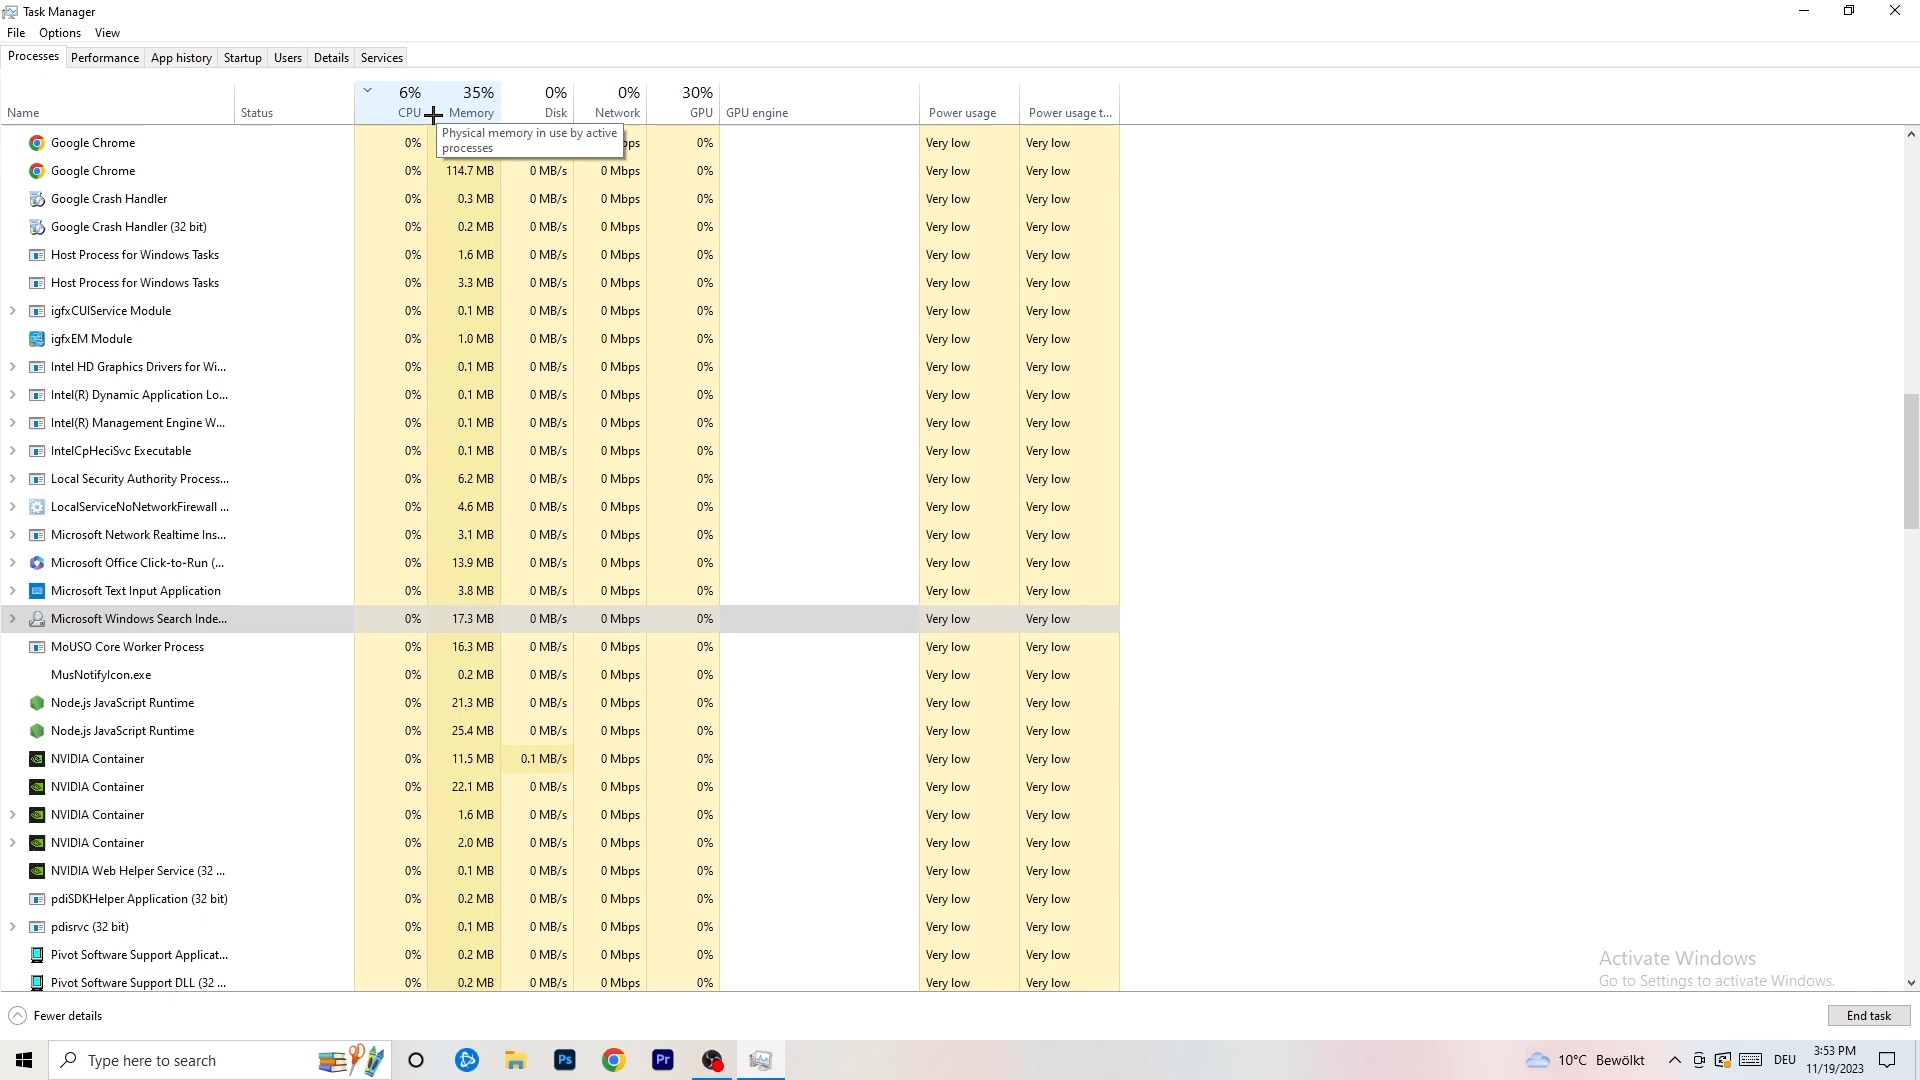 Task Manager
File Options View
Processes Performance App history Startup Users Details Services
6% 35% 0% 0% 30%
Name Status CPU Memory Disk Network GPU GPU engine Power usage Power usage t...
Physical memory in use by active
processes
Google Chrome 0% bps 0% Very low Very low
Google Chrome 0% 114.7 MB 0 MB/s 0 Mbps 0% Very low Very low
Google Crash Handler 0% 0.3 MB 0 MB/s 0 Mbps 0% Very low Very low
Google Crash Handler (32 bit) 0% 0.2 MB 0 MB/s 0 Mbps 0% Very low Very low
Host Process for Windows Tasks 0% 1.6 MB 0 MB/s 0 Mbps 0% Very low Very low
Host Process for Windows Tasks 0% 3.3 MB 0 MB/s 0 Mbps 0% Very low Very low
igfxCUIService Module 0% 0.1 MB 0 MB/s 0 Mbps 0% Very low Very low
igfxEM Module 0% 1.0 MB 0 MB/s 0 Mbps 0% Very low Very low
Intel HD Graphics Drivers for Wi... 0% 0.1 MB 0 MB/s 0 Mbps 0% Very low Very low
Intel(R) Dynamic Application Lo... 0% 0.1 MB 0 MB/s 0 Mbps 0% Very low Very low
Intel(R) Management Engine W... 0% 0.1 MB 0 MB/s 0 Mbps 0% Very low Very low
IntelCpHeciSvc Executable 0% 0.1 MB 0 MB/s 0 Mbps 0% Very low Very low
Local Security Authority Process... 0% 6.2 MB 0 MB/s 0 Mbps 0% Very low Very low
LocalServiceNoNetworkFirewall ... 0% 4.6 MB 0 MB/s 0 Mbps 0% Very low Very low
Microsoft Network Realtime Ins... 0% 3.1 MB 0 MB/s 0 Mbps 0% Very low Very low
Microsoft Office Click-to-Run (... 0% 13.9 MB 0 MB/s 0 Mbps 0% Very low Very low
Microsoft Text Input Application 0% 3.8 MB 0 MB/s 0 Mbps 0% Very low Very low
Microsoft Windows Search Inde... 0% 17.3 MB 0 MB/s 0 Mbps 0% Very low Very low
MoUSO Core Worker Process 0% 16.3 MB 0 MB/s 0 Mbps 0% Very low Very low
MusNotifyIcon.exe 0% 0.2 MB 0 MB/s 0 Mbps 0% Very low Very low
Node.js JavaScript Runtime 0% 21.3 MB 0 MB/s 0 Mbps 0% Very low Very low
Node.js JavaScript Runtime 0% 25.4 MB 0 MB/s 0 Mbps 0% Very low Very low
NVIDIA Container 0% 11.5 MB 0.1 MB/s 0 Mbps 0% Very low Very low
NVIDIA Container 0% 22.1 MB 0 MB/s 0 Mbps 0% Very low Very low
NVIDIA Container 0% 1.6 MB 0 MB/s 0 Mbps 0% Very low Very low
NVIDIA Container 0% 2.0 MB 0 MB/s 0 Mbps 0% Very low Very low
NVIDIA Web Helper Service (32 ... 0% 0.1 MB 0 MB/s 0 Mbps 0% Very low Very low
pdiSDKHelper Application (32 bit) 0% 0.2 MB 0 MB/s 0 Mbps 0% Very low Very low
pdisrvc (32 bit) 0% 0.1 MB 0 MB/s 0 Mbps 0% Very low Very low
Pivot Software Support Applicat... 0% 0.2 MB 0 MB/s 0 Mbps 0% Very low Very low
Pivot Software Support DLL (32 ... 0% 0.2 MB 0 MB/s 0 Mbps 0% Very low Very low
Activate Windows
Go to Settings to activate Windows.
Fewer details End task
Type here to search Ps Pr 10°C Bewölkt DEU 3:53 PM
11/19/2023